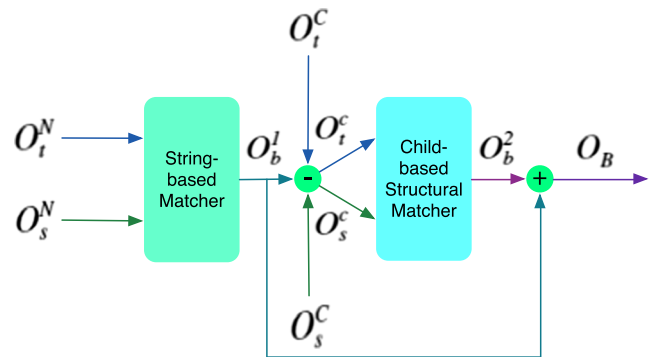 O_t^C
O_t^N
String-
based
Matcher
O_b^1
-
O_t^c
Child-
based
Structural
Matcher
O_b^2
+
O_B
O_s^N
O_s^c
O_s^C